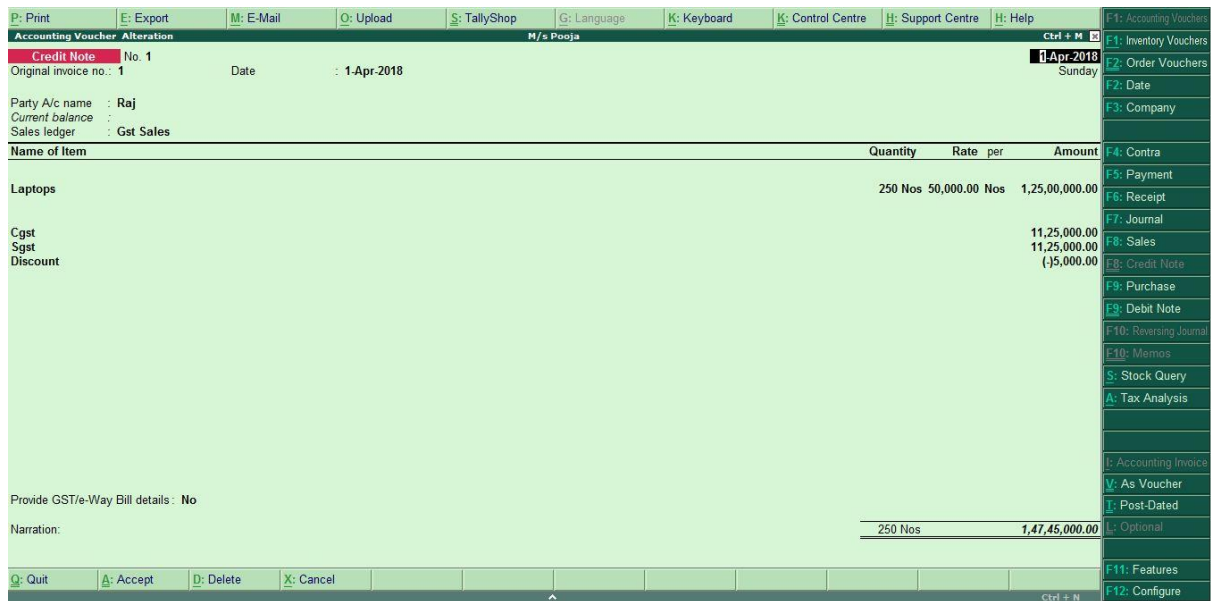 P: Print E: Export M: E-Mail O: Upload S: TallyShop G: Language K: Keyboard K: Control Centre H: Support Centre H: Help F1: Accounting Vouchers
Accounting Voucher Alteration M/s Pooja Ctrl + M
F1: Inventory Vouchers
Credit Note No. 1 1-Apr-2018
Original invoice no.: 1 Date : 1-Apr-2018 Sunday
F2: Order Vouchers
F2: Date
Party A/c name : Raj
F3: Company
Current balance :
Sales ledger : Gst Sales
Name of Item Quantity Rate per Amount
F4: Contra
F5: Payment
Laptops 250 Nos 50,000.00 Nos 1,25,00,000.00
F6: Receipt
F7: Journal
Cgst 11,25,000.00
Sgst 11,25,000.00
F8: Sales
Discount (-)5,000.00
F8: Credit Note
F9: Purchase
F9: Debit Note
F10: Reversing Journal
F10: Memos
S: Stock Query
A: Tax Analysis
I: Accounting Invoice
V: As Voucher
Provide GST/e-Way Bill details : No
T: Post-Dated
Narration: 250 Nos 1,47,45,000.00
L: Optional
F11: Features
Q: Quit A: Accept D: Delete X: Cancel
F12: Configure
Ctrl + N